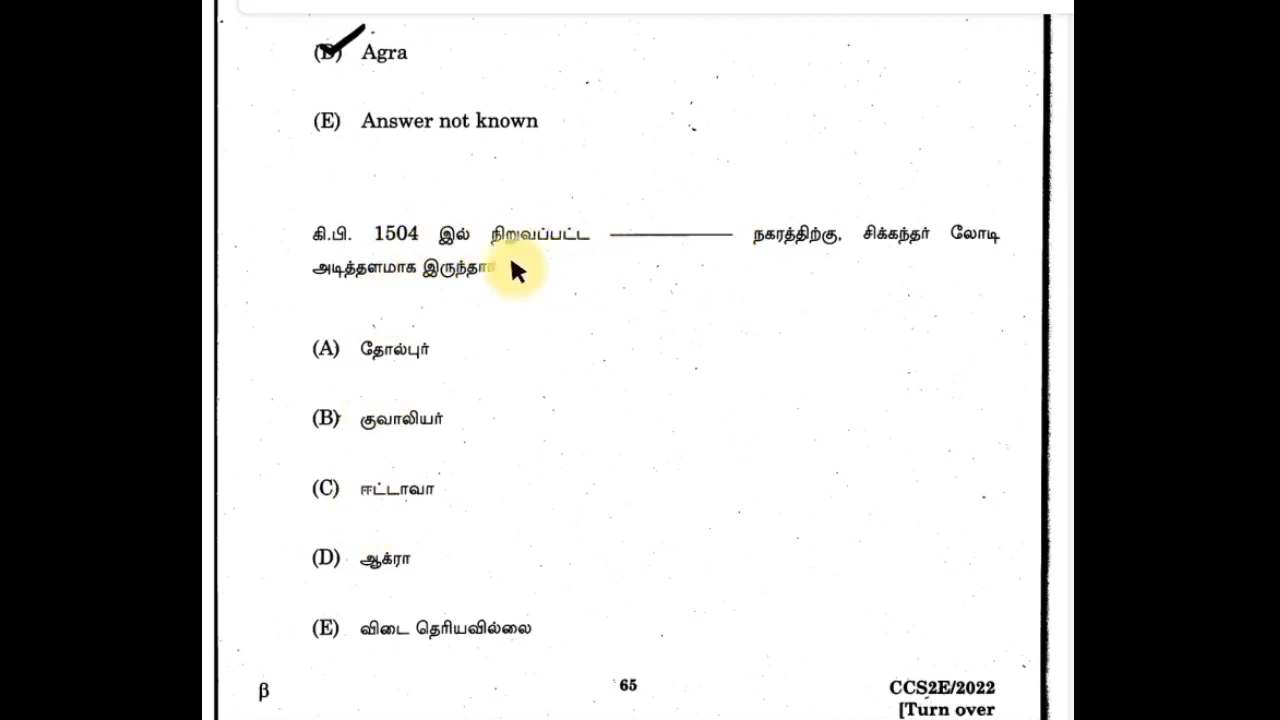 (D) Agra
(E) Answer not known
கி.பி. 1504 இல் நிறுவப்பட்ட ———— நகரத்திற்கு, சிக்கந்தர் லோடி
அடித்தளமாக இருந்தார்
(A) தோல்புர்
(B) குவாலியர்
(C) ஈட்டாவா
(D) ஆக்ரா
(E) விடை தெரியவில்லை
β 65 CCS2E/2022
[Turn over